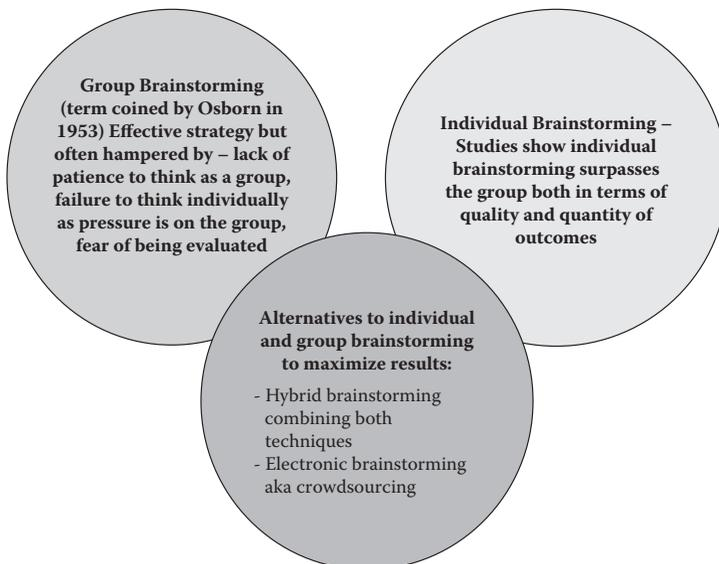 Group Brainstorming
(term coined by Osborn in
1953) Effective strategy but
often hampered by – lack of
patience to think as a group,
failure to think individually
as pressure is on the group,
fear of being evaluated
Individual Brainstorming –
Studies show individual
brainstorming surpasses
the group both in terms of
quality and quantity of
outcomes
Alternatives to individual
and group brainstorming
to maximize results:
- Hybrid brainstorming
combining both
techniques
- Electronic brainstorming
aka crowdsourcing